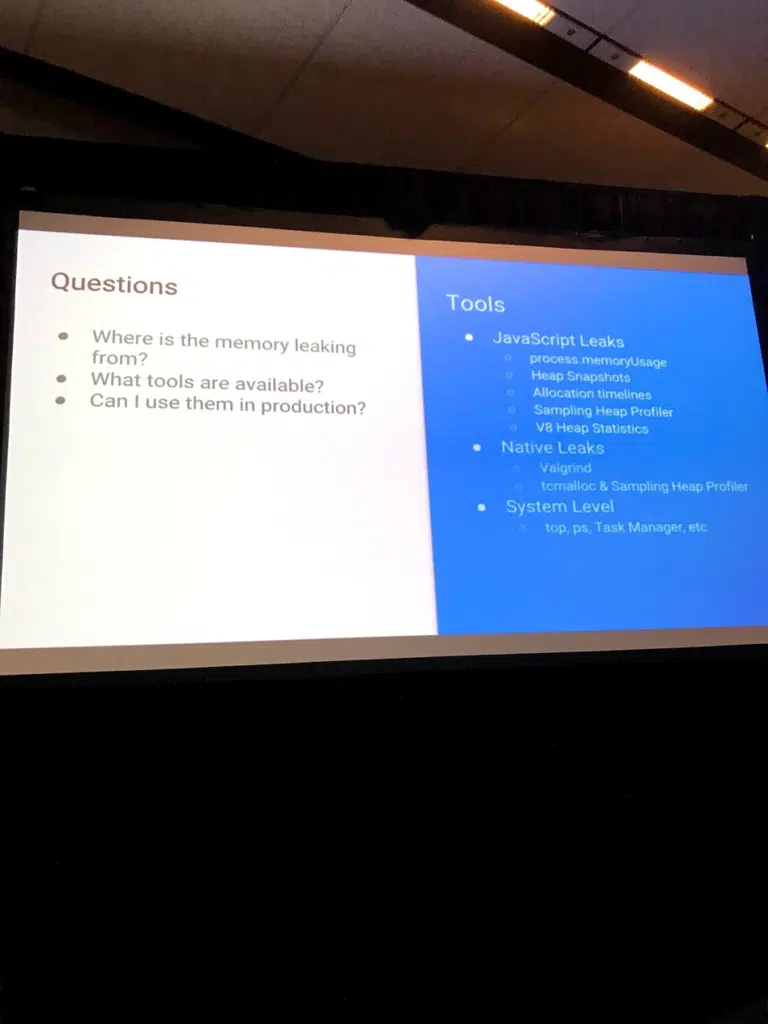 Questions
Where is the memory leaking
from?
What tools are available?
Can I use them in production?
Tools
JavaScript Leaks
process.memoryUsage
Heap Snapshots
Allocation timelines
Sampling Heap Profiler
V8 Heap Statistics
Native Leaks
Valgrind
tcmalloc & Sampling Heap Profiler
System Level
top, ps, Task Manager, etc